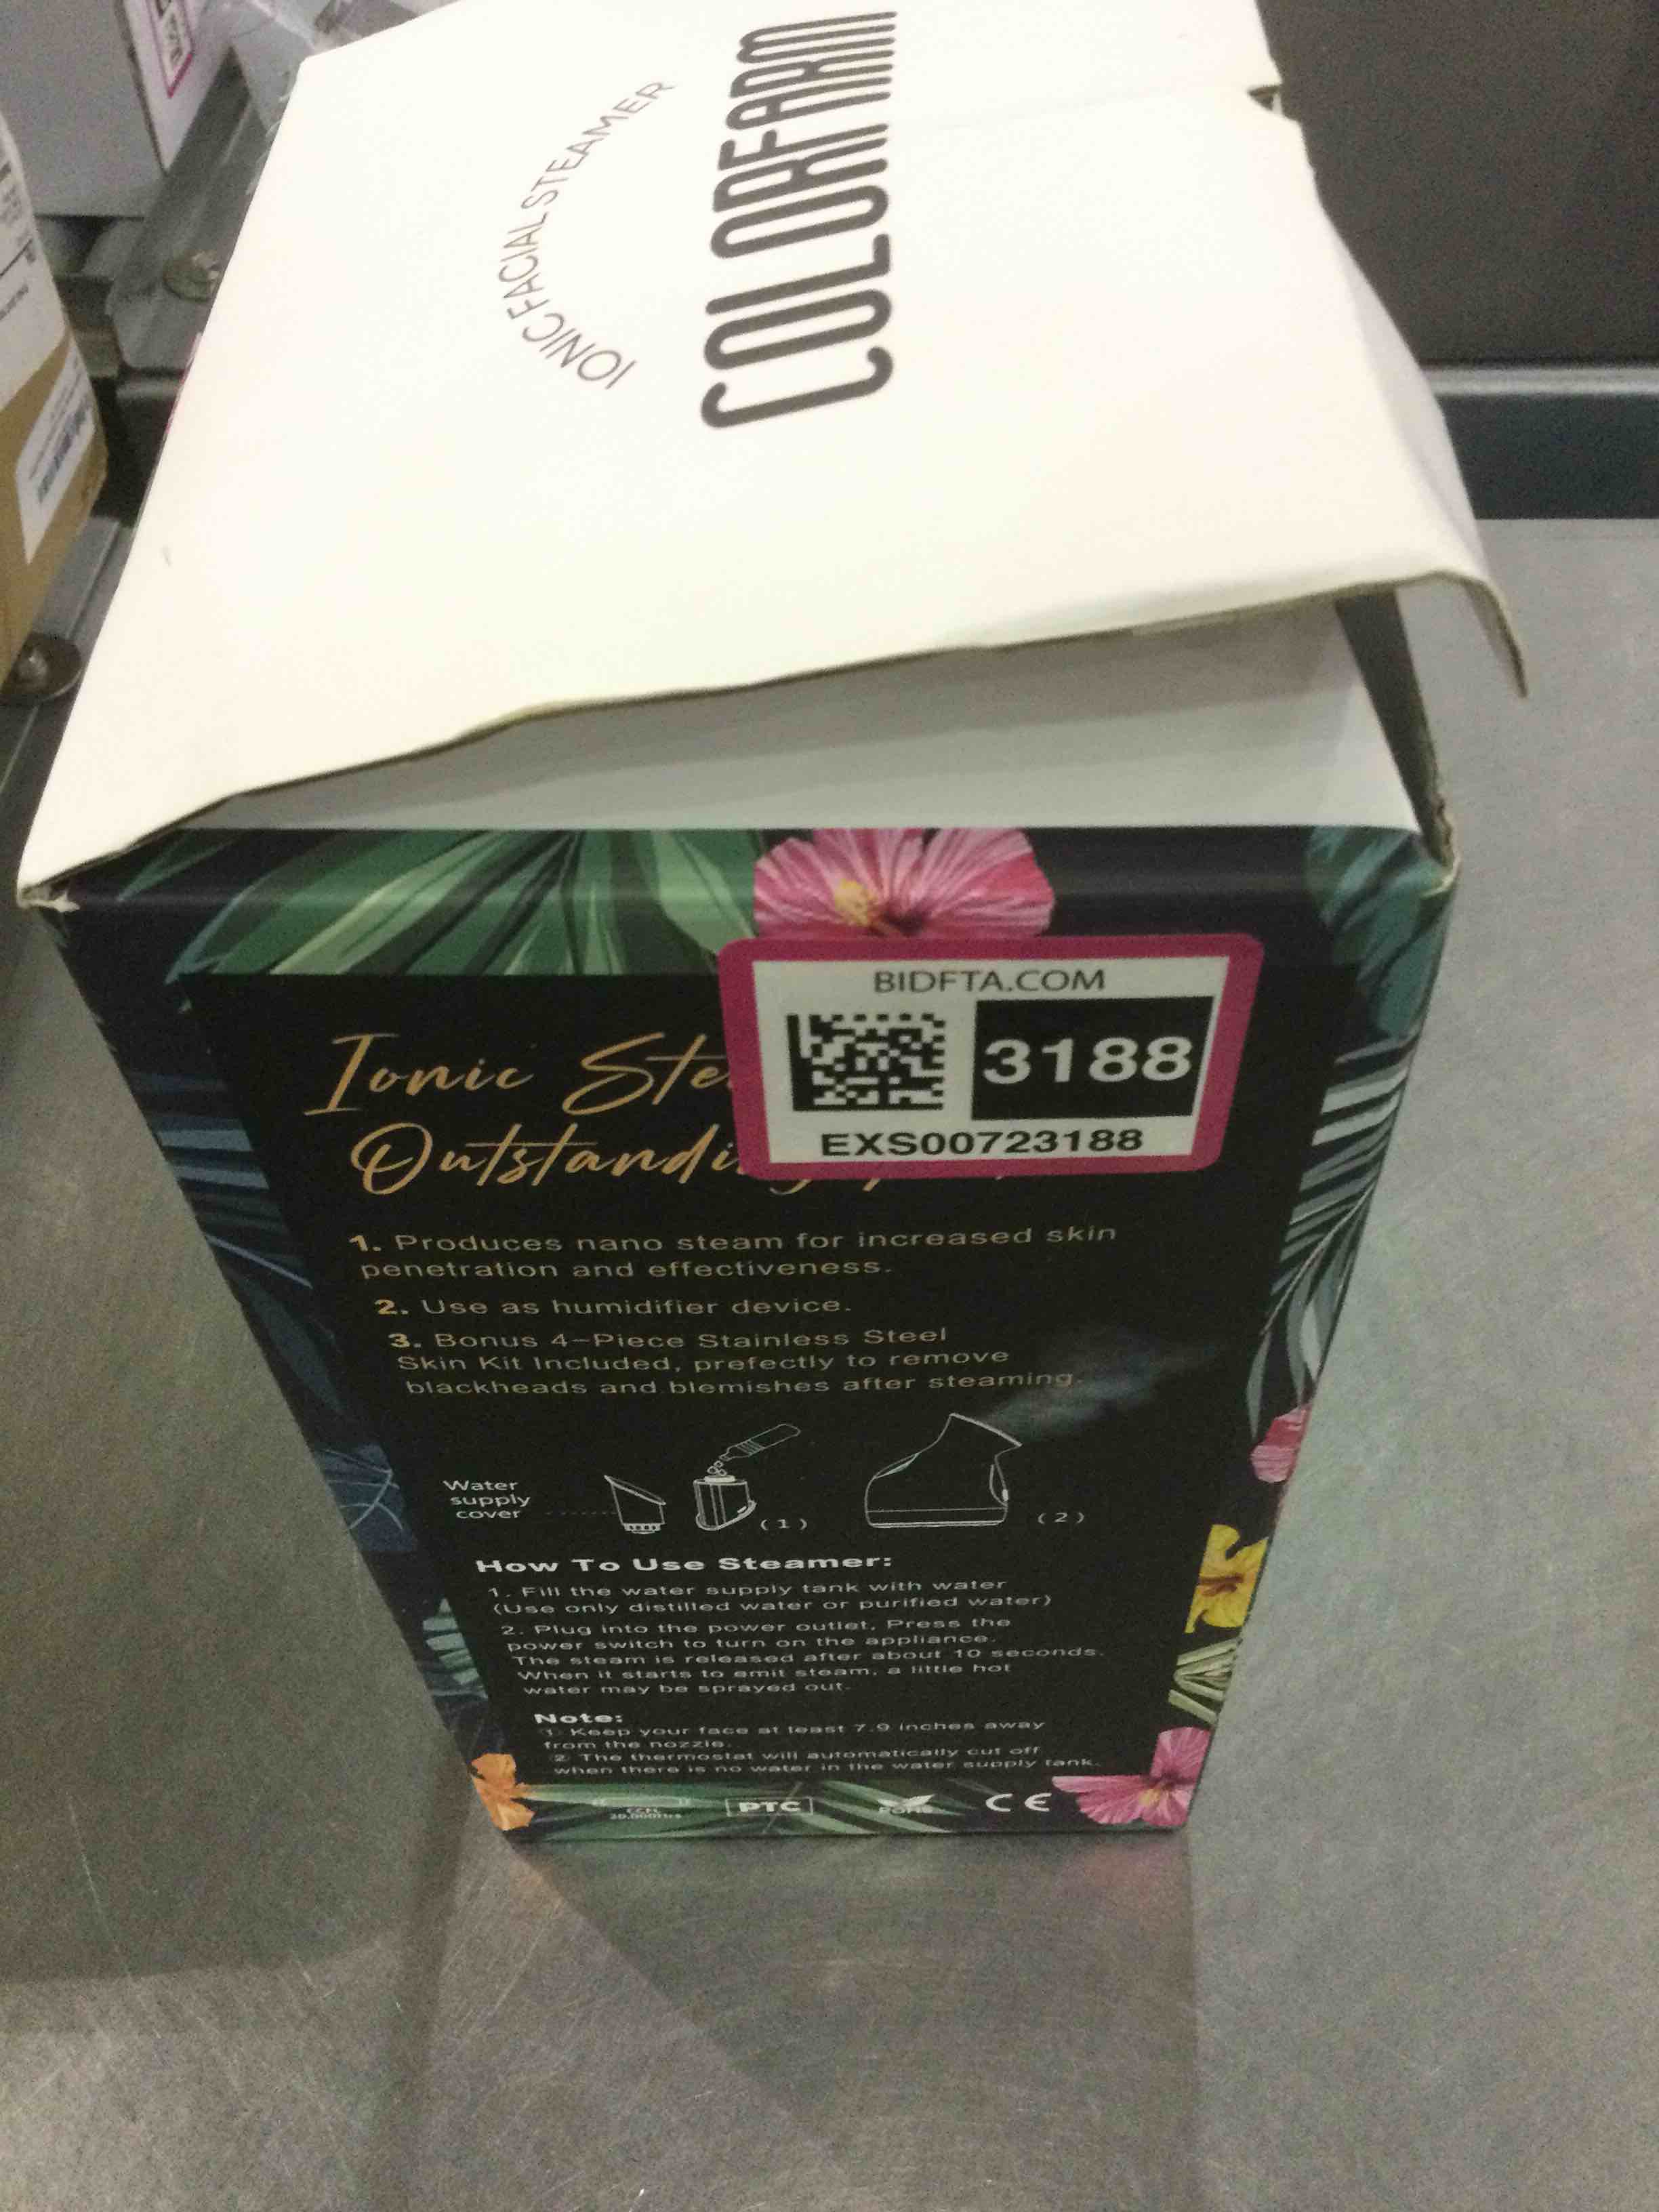 IONIC FACIAL STEAMER
COLORFARM
BIDFTA.COM
3188
EXS00723188
Ionic
1. Produces nano steam for increased skin
penetration and effectiveness.
2. Use as humidifier device.
3. Bonus 4-Piece Stainless Steel
Skin Kit Included, prefectly to remove
blackheads and blemishes after steaming.
Water
supply
cover
(1)
(2)
How To Use Steamer:
1. Fill the water supply tank with water
(Use only distilled water or purified water)
2. Plug into the power outlet, Press the
power switch to turn on the appliance.
The steam is released after about 10 seconds.
When it starts to emit steam, a little hot
water may be sprayed out.
Note:
1. Keep your face at least 7.9 inches away
from the nozzle.
2. The thermostat will automatically cut off
when there is no water in the water supply tank.
CCFL
20,000Hrs
PTC
ROHS
CE